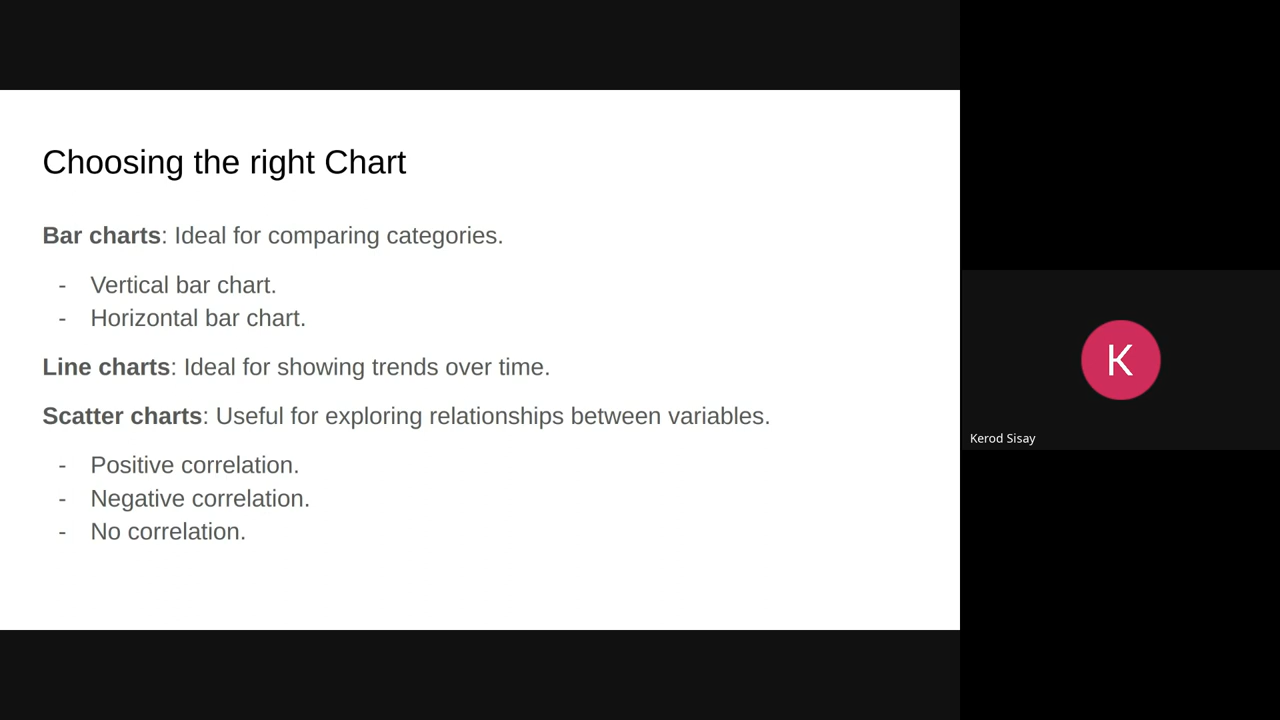 Choosing the right Chart
Bar charts: Ideal for comparing categories.
- Vertical bar chart.
- Horizontal bar chart.
Line charts: Ideal for showing trends over time.
Scatter charts: Useful for exploring relationships between variables.
- Positive correlation.
- Negative correlation.
- No correlation.
K
Kerod Sisay